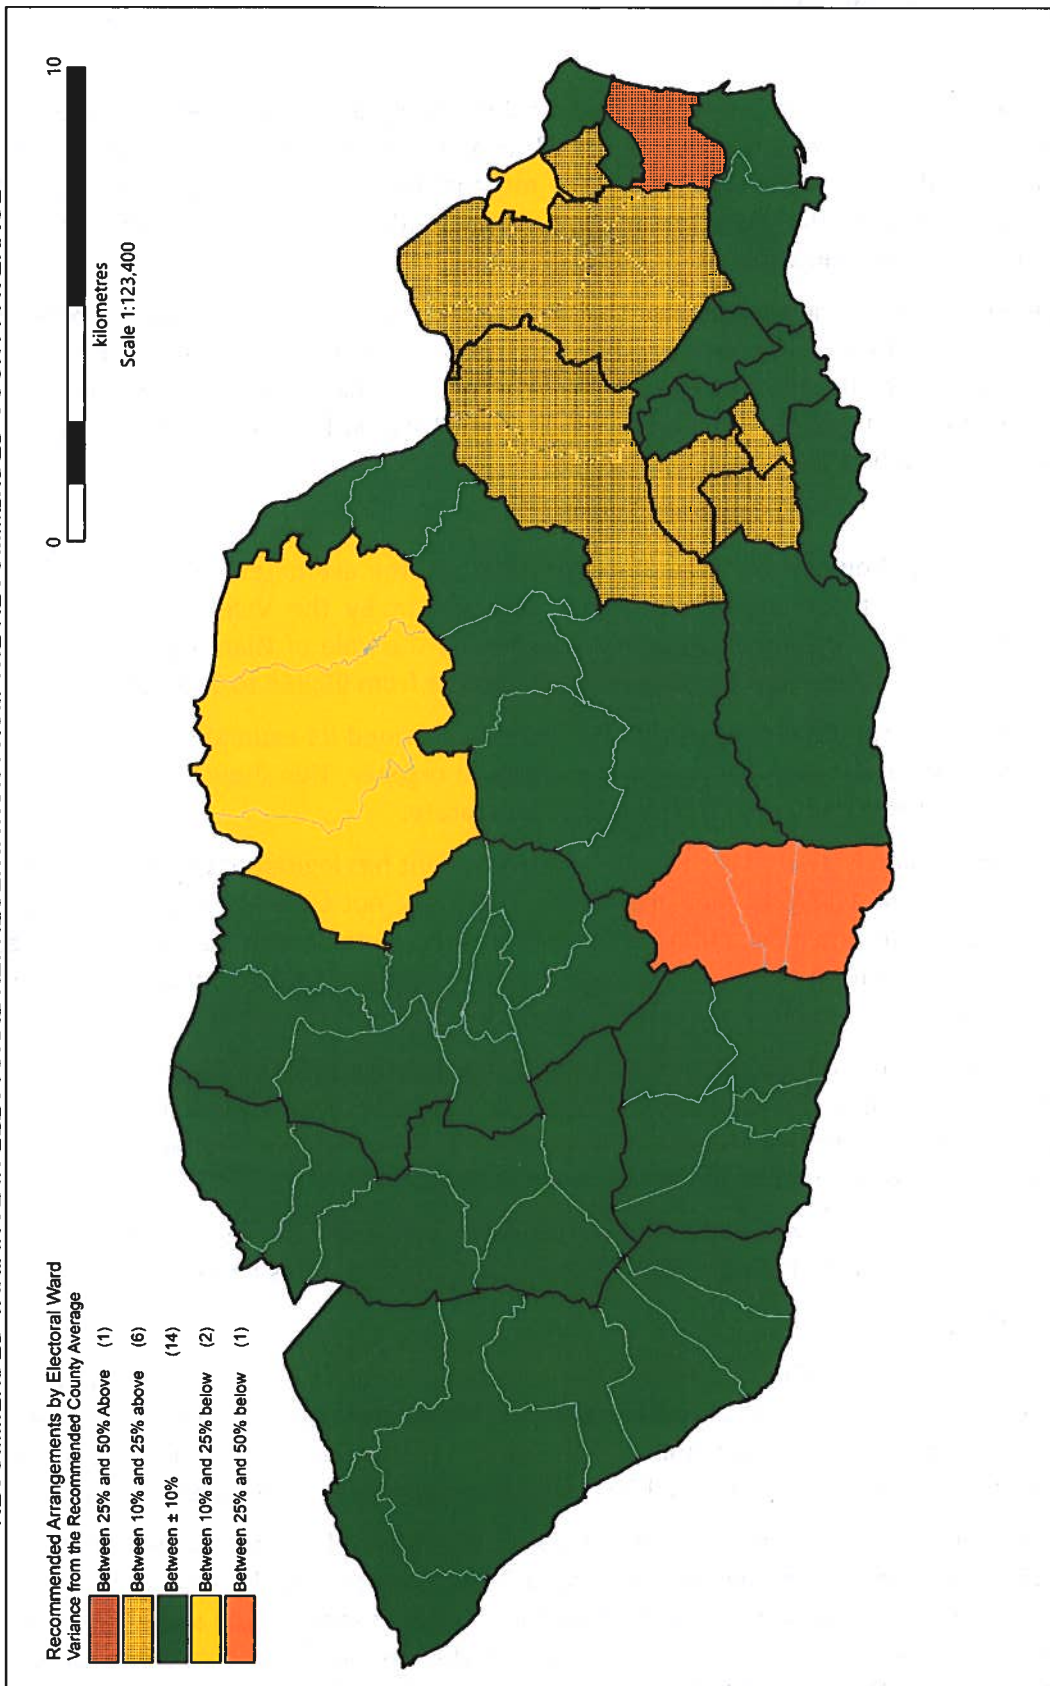 Recommended Arrangements by Electoral Ward
Variance from the Recommended County Average
Between 25% and 50% Above (1)
Between 10% and 25% above (6)
Between ± 10% (14)
Between 10% and 25% below (2)
Between 25% and 50% below (1)
0 10
kilometres
Scale 1:123,400